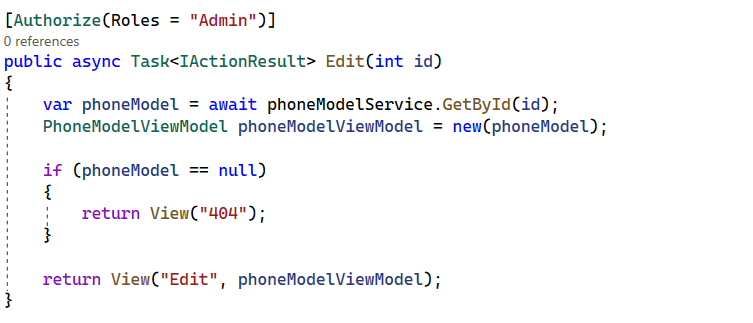 [Authorize(Roles = "Admin")]
0 references
public async Task<IActionResult> Edit(int id)
{
    var phoneModel = await phoneModelService.GetById(id);
    PhoneModelViewModel phoneModelViewModel = new(phoneModel);

    if (phoneModel == null)
    {
        return View("404");
    }

    return View("Edit", phoneModelViewModel);
}